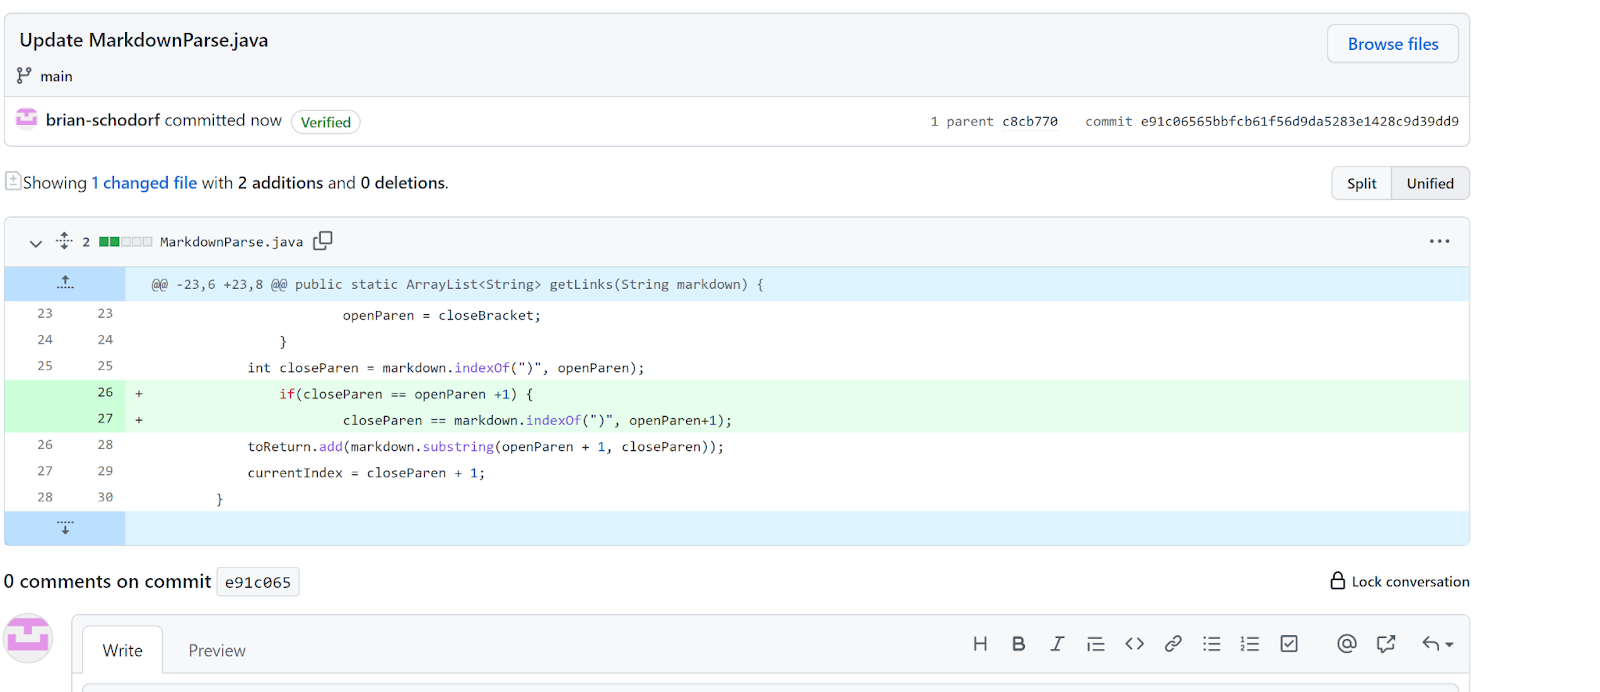 Update MarkdownParse.java
Browse files
main
brian-schodorf committed now Verified
1 parent c8cb770 commit e91c06565bbfcb61f56d9da5283e1428c9d39dd9
Showing 1 changed file with 2 additions and 0 deletions.
Split Unified
2 MarkdownParse.java
@@ -23,6 +23,8 @@ public static ArrayList<String> getLinks(String markdown) {
23 23 openParen = closeBracket;
24 24 }
25 25 int closeParen = markdown.indexOf(")", openParen);
26 + if(closeParen == openParen +1) {
27 + closeParen == markdown.indexOf(")", openParen+1);
26 28 toReturn.add(markdown.substring(openParen + 1, closeParen));
27 29 currentIndex = closeParen + 1;
28 30 }
0 comments on commit e91c065
Lock conversation
Write Preview